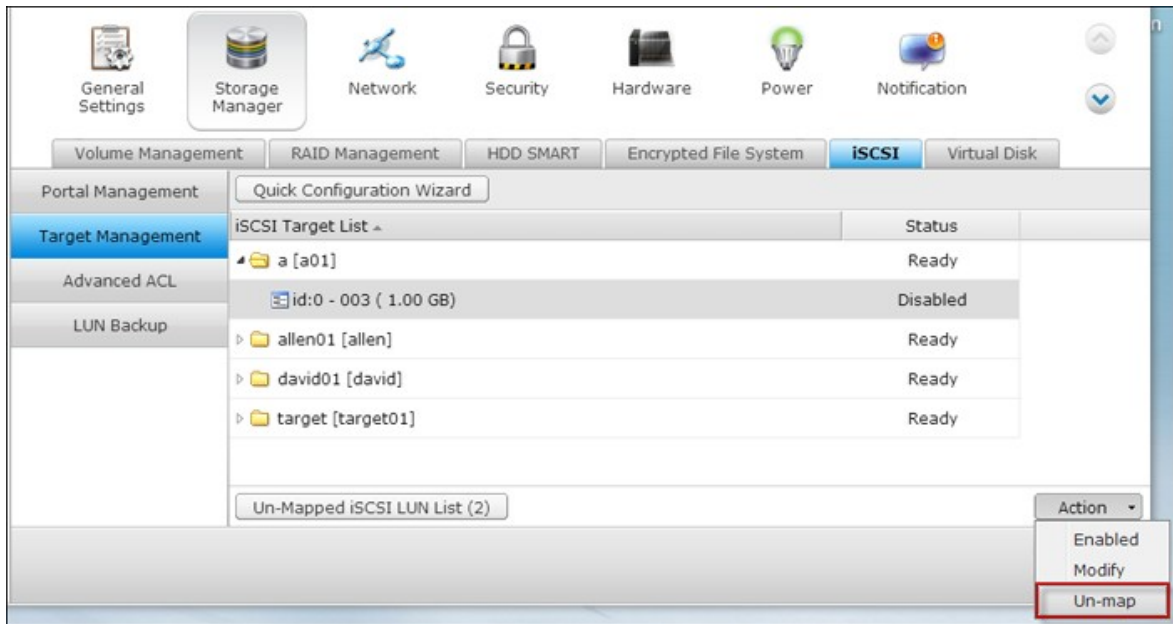 n
General Settings
Storage Manager
Network
Security
Hardware
Power
Notification
Volume Management
RAID Management
HDD SMART
Encrypted File System
iSCSI
Virtual Disk
Portal Management
Quick Configuration Wizard
Target Management
iSCSI Target List
Status
a [a01]
Ready
Advanced ACL
id:0 - 003 ( 1.00 GB)
Disabled
LUN Backup
allen01 [allen]
Ready
david01 [david]
Ready
target [target01]
Ready
Un-Mapped iSCSI LUN List (2)
Action
Enabled
Modify
Un-map